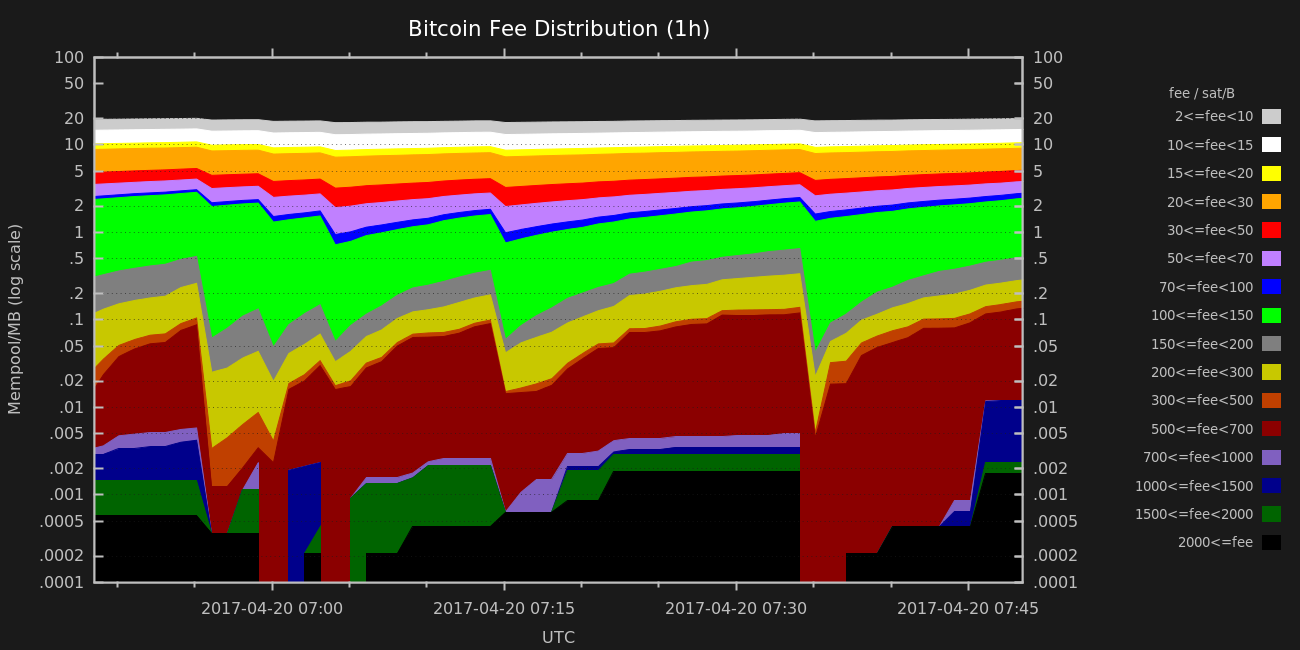 Bitcoin Fee Distribution (1h)
Mempool/MB (log scale)
100
50
20
10
5
2
1
.5
.2
.1
.05
.02
.01
.005
.002
.001
.0005
.0002
.0001
100
50
20
10
5
2
1
.5
.2
.1
.05
.02
.01
.005
.002
.001
.0005
.0002
.0001
2017-04-20 07:00
2017-04-20 07:15
2017-04-20 07:30
2017-04-20 07:45
UTC
fee / sat/B
2<=fee<10
10<=fee<15
15<=fee<20
20<=fee<30
30<=fee<50
50<=fee<70
70<=fee<100
100<=fee<150
150<=fee<200
200<=fee<300
300<=fee<500
500<=fee<700
700<=fee<1000
1000<=fee<1500
1500<=fee<2000
2000<=fee